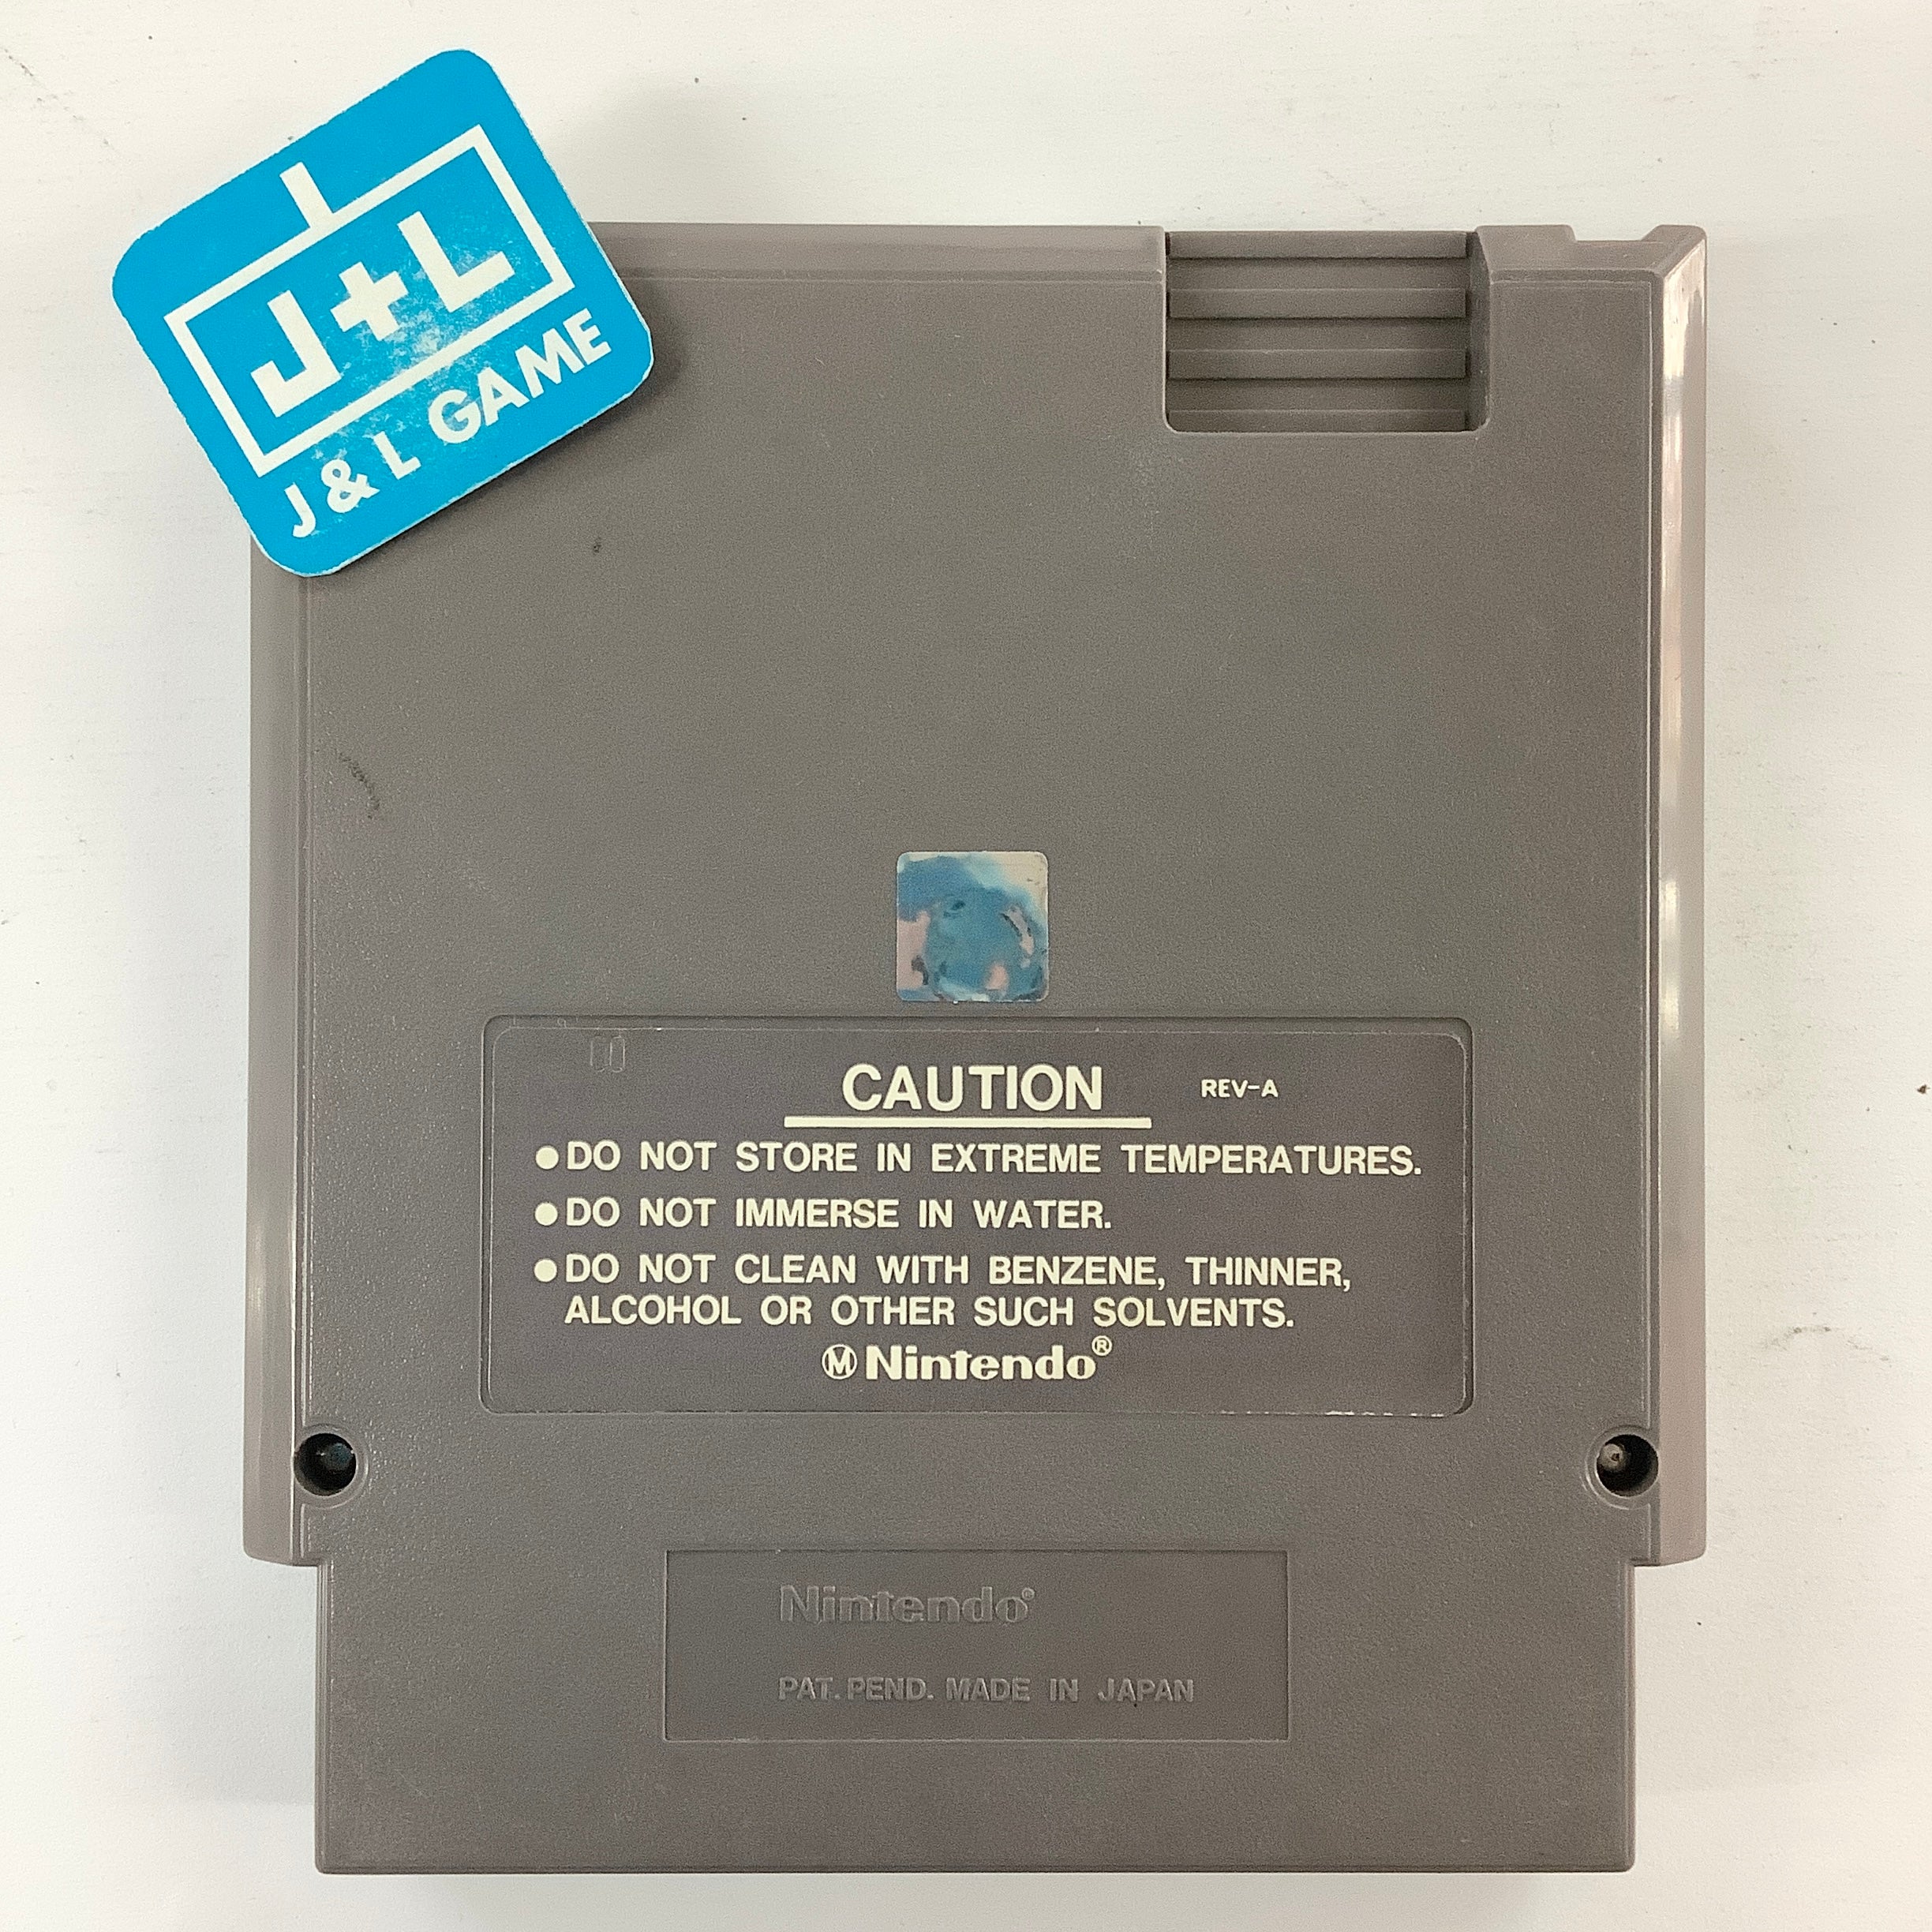 J+L
J & L GAME
CAUTION REV-A
●DO NOT STORE IN EXTREME TEMPERATURES.
●DO NOT IMMERSE IN WATER.
●DO NOT CLEAN WITH BENZENE, THINNER,
ALCOHOL OR OTHER SUCH SOLVENTS.
Ⓜ Nintendo®
Nintendo®
PAT. PEND. MADE IN JAPAN